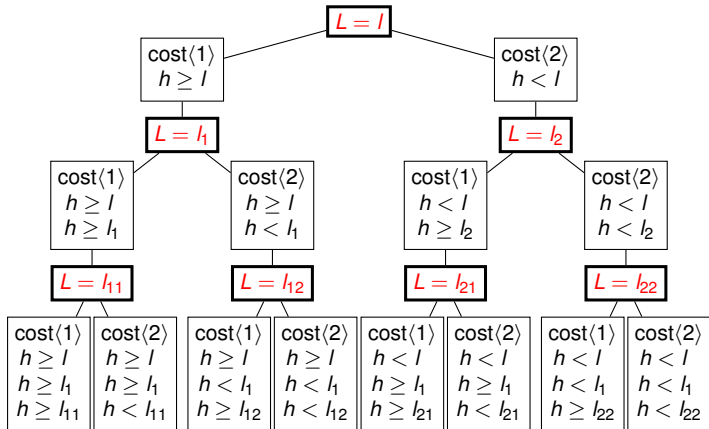 L = l
cost⟨1⟩
h ≥ l
cost⟨2⟩
h < l
L = l₁
L = l₂
cost⟨1⟩
h ≥ l
h ≥ l₁
cost⟨2⟩
h ≥ l
h < l₁
cost⟨1⟩
h < l
h ≥ l₂
cost⟨2⟩
h < l
h < l₂
L = l₁₁
L = l₁₂
L = l₂₁
L = l₂₂
cost⟨1⟩
h ≥ l
h ≥ l₁
h ≥ l₁₁
cost⟨2⟩
h ≥ l
h ≥ l₁
h < l₁₁
cost⟨1⟩
h ≥ l
h < l₁
h ≥ l₁₂
cost⟨2⟩
h ≥ l
h < l₁
h < l₁₂
cost⟨1⟩
h < l
h ≥ l₁
h ≥ l₂₁
cost⟨2⟩
h < l
h ≥ l₁
h < l₂₁
cost⟨1⟩
h < l
h < l₁
h ≥ l₂₂
cost⟨2⟩
h < l
h < l₁
h < l₂₂